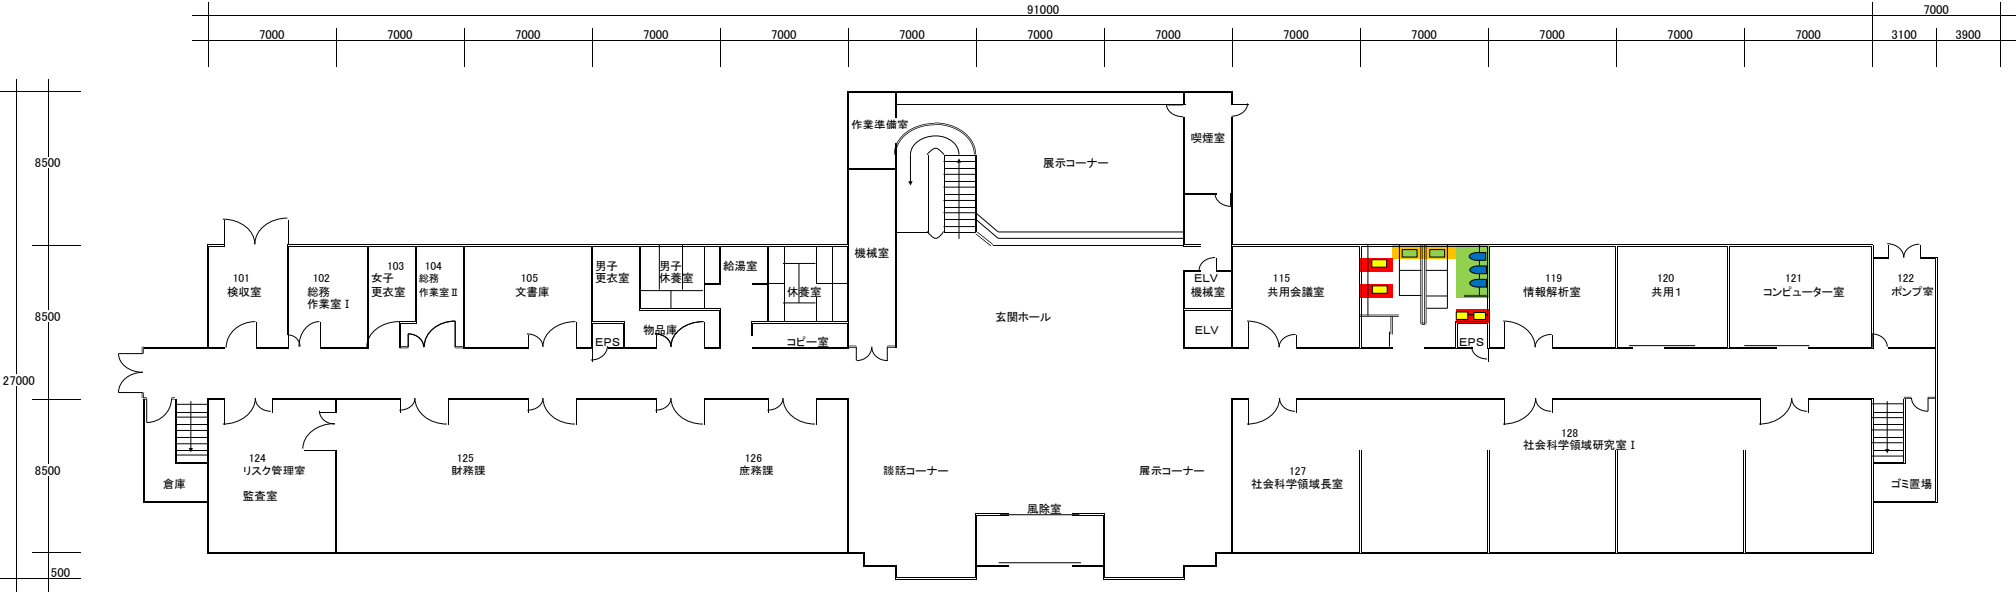 91000
7000
7000
7000
7000
7000
7000
7000
7000
7000
7000
7000
7000
7000
7000
3100
3900
8500
8500
27000
8500
500
作業準備室
喫煙室
展示コーナー
機械室
玄関ホール
ELV
機械室
ELV
101
検収室
102
総務
作業室Ⅰ
103
女子
更衣室
104
総務
作業室Ⅱ
105
文書庫
男子
更衣室
EPS
男子
休養室
物品庫
給湯室
休養室
コピー室
115
共用会議室
EPS
119
情報解析室
120
共用1
121
コンピューター室
122
ポンプ室
倉庫
124
リスク管理室
監査室
125
財務課
126
庶務課
談話コーナー
風除室
展示コーナー
127
社会科学領域長室
128
社会科学領域研究室Ⅰ
ゴミ置場